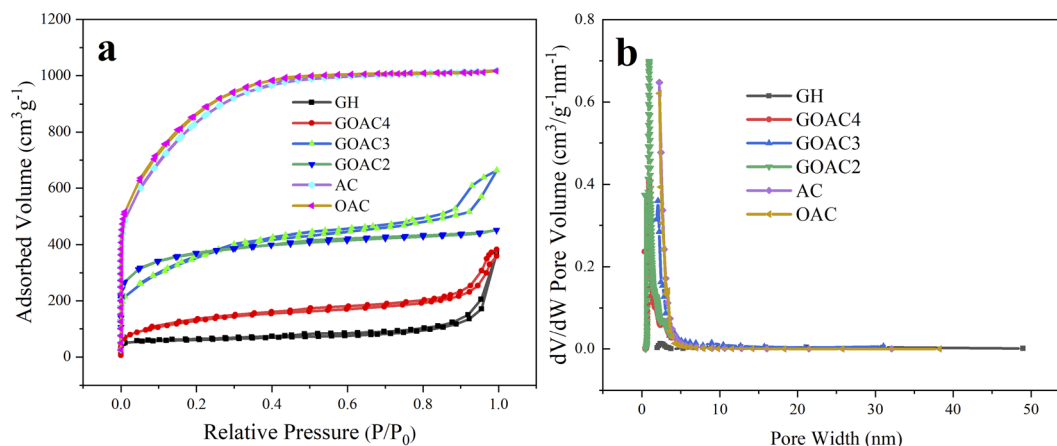 a
1200
1000
800
600
400
200
0
0.0 0.2 0.4 0.6 0.8 1.0
Adsorbed Volume (cm³g⁻¹)
Relative Pressure (P/P₀)
GH
GOAC4
GOAC3
GOAC2
AC
OAC
b
0.8
0.6
0.4
0.2
0.0
0 10 20 30 40 50
dV/dW Pore Volume (cm³/g⁻¹nm⁻¹)
Pore Width (nm)
GH
GOAC4
GOAC3
GOAC2
AC
OAC